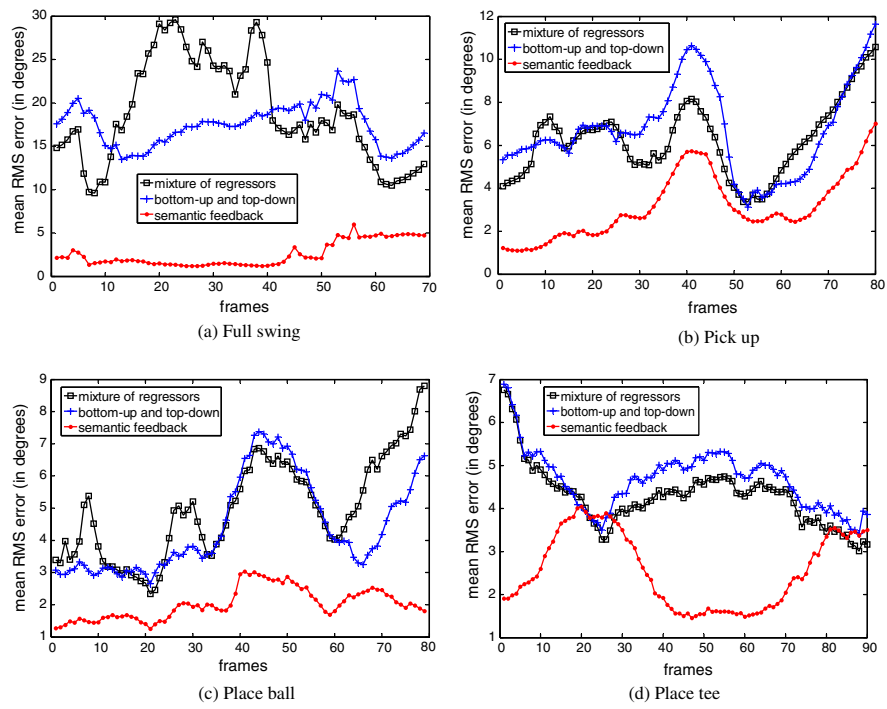 mean RMS error (in degrees)
30
25
20
15
10
5
0
mixture of regressors
bottom-up and top-down
semantic feedback
0 10 20 30 40 50 60 70
frames
(a) Full swing
mean RMS error (in degrees)
12
10
8
6
4
2
0
mixture of regressors
bottom-up and top-down
semantic feedback
0 10 20 30 40 50 60 70 80
frames
(b) Pick up
mean RMS error (in degrees)
9
8
7
6
5
4
3
2
1
mixture of regressors
bottom-up and top-down
semantic feedback
0 10 20 30 40 50 60 70 80
frames
(c) Place ball
mean RMS error (in degrees)
7
6
5
4
3
2
1
mixture of regressors
bottom-up and top-down
semantic feedback
0 10 20 30 40 50 60 70 80 90
frames
(d) Place tee